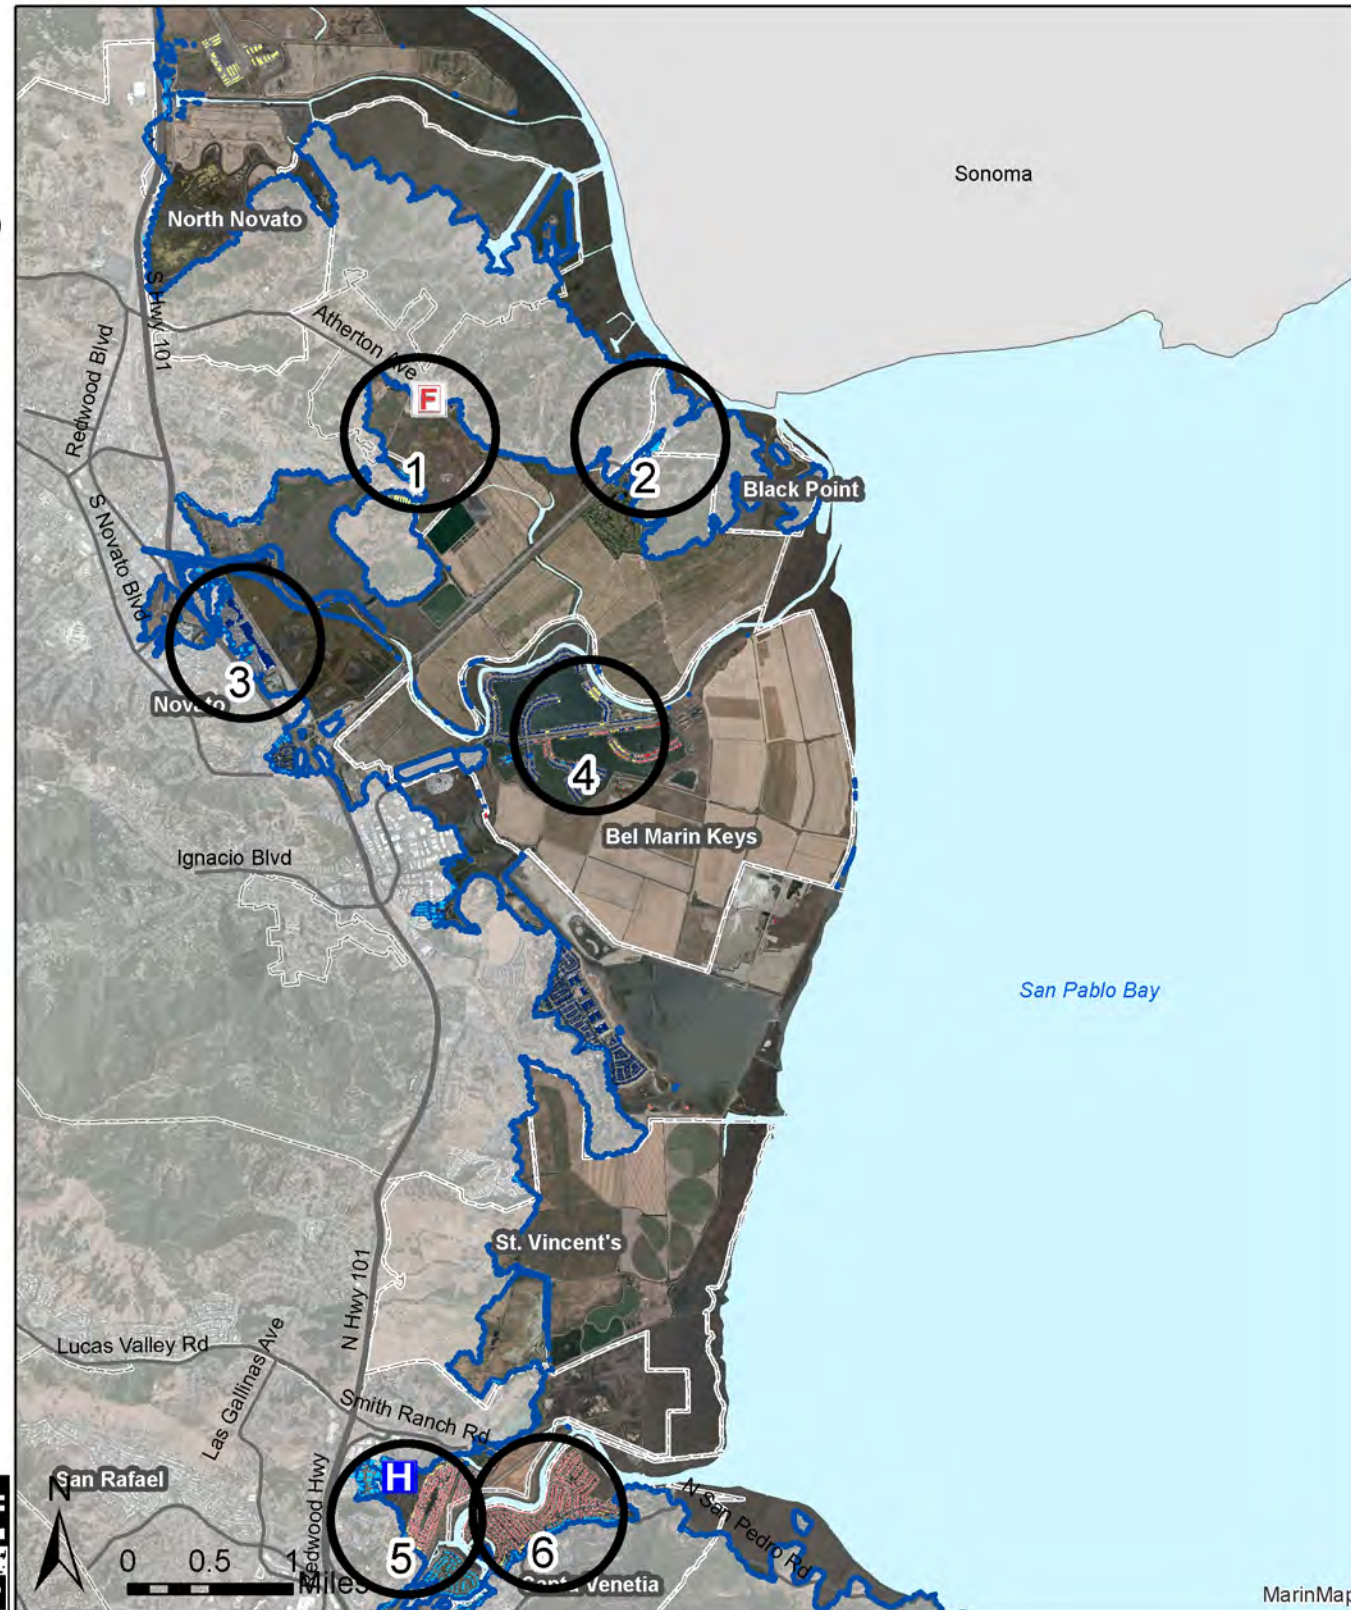 Sonoma
North Novato
S Hwy 101
Atherton Ave
Redwood Blvd
F
1
2
Black Point
S Novato Blvd
3
Novato
4
Bel Marin Keys
Ignacio Blvd
San Pablo Bay
St. Vincent's
N Hwy 101
Lucas Valley Rd
Las Gallinas Ave
Smith Ranch Rd
San Rafael
H
Redwood Hwy
N San Pedro Rd
N
5
6
0 0.5 1
Miles
Santa Venetia
MarinMap